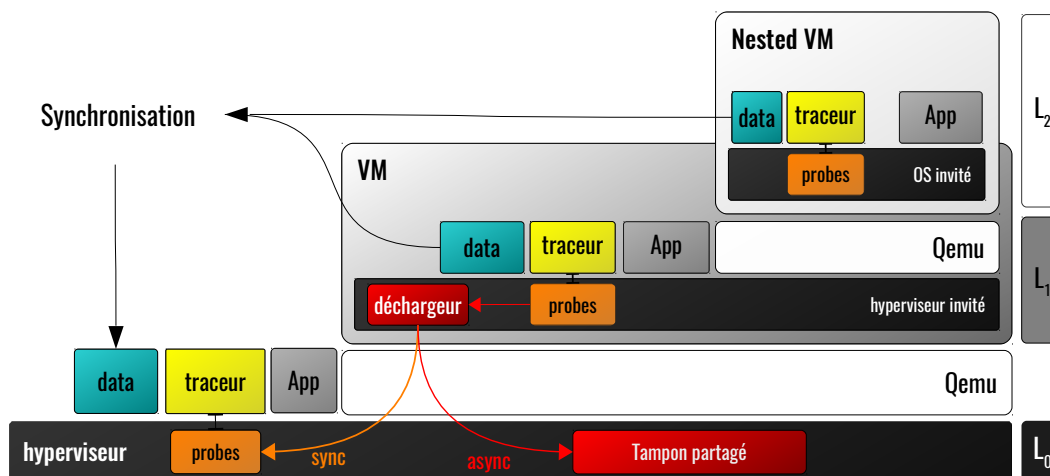 Nested VM
L2
data
traceur
App
Synchronisation
probes
OS invité
VM
data
traceur
App
Qemu
L1
déchargeur
probes
hyperviseur invité
data
traceur
App
Qemu
hyperviseur
probes
sync
async
Tampon partagé
L0